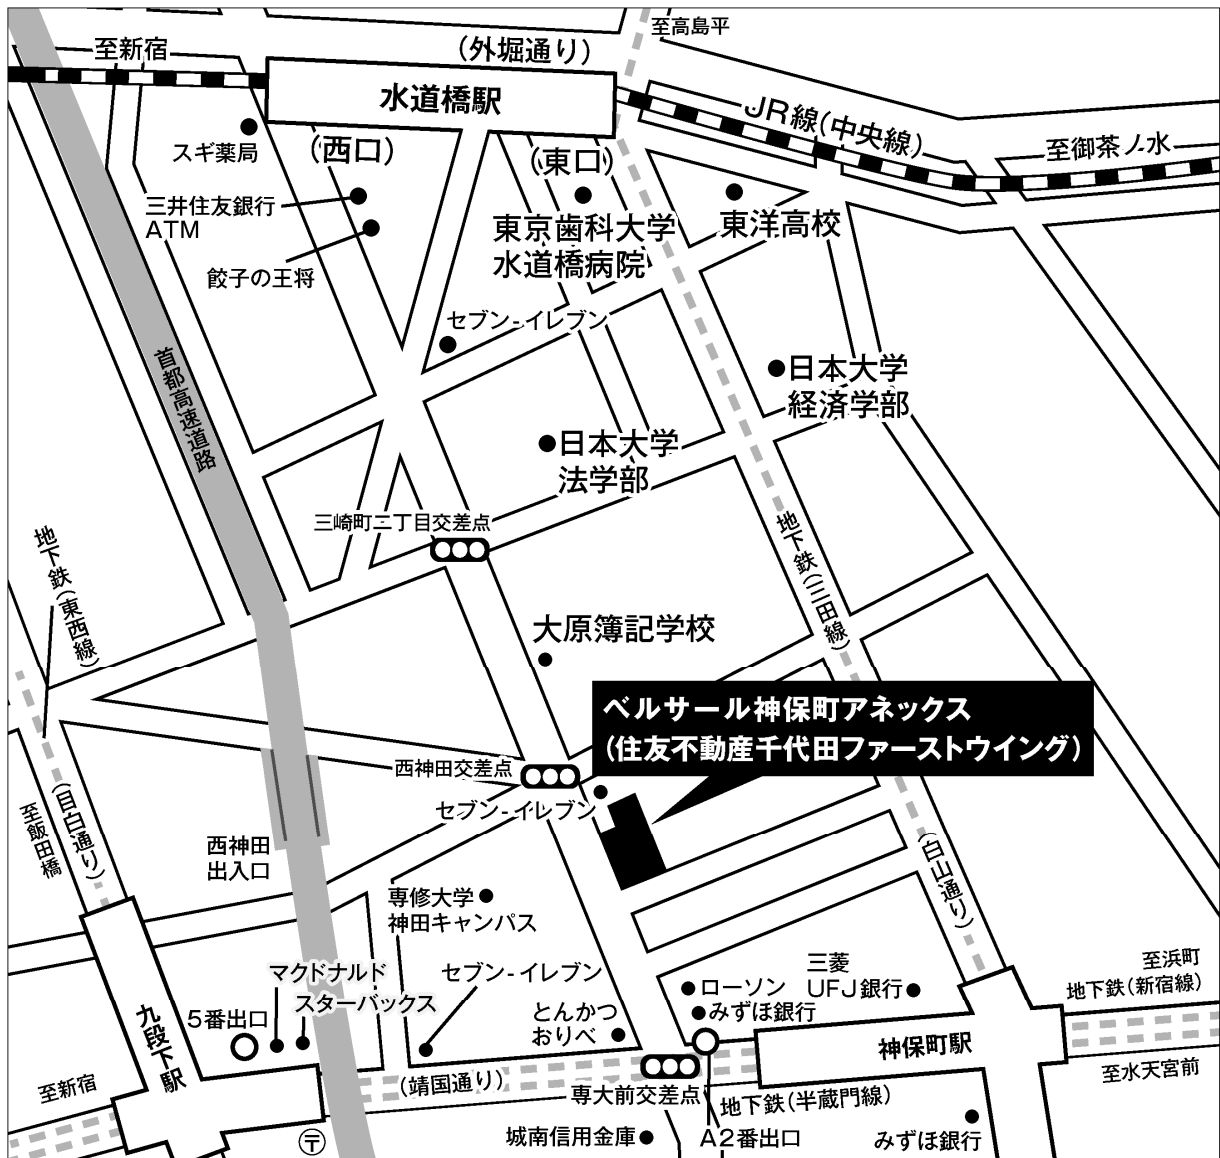 至高島平
至新宿
(外堀通り)
水道橋駅
JR線(中央線)
至御茶ノ水
スギ薬局
(西口)
(東口)
三井住友銀行
ATM
東京歯科大学
水道橋病院
東洋高校
餃子の王将
セブン-イレブン
首都高速道路
日本大学
経済学部
日本大学
法学部
三崎町二丁目交差点
地下鉄(東西線)
地下鉄(三田線)
大原簿記学校
ベルサール神保町アネックス
(住友不動産千代田ファーストウイング)
西神田交差点
セブン-イレブン
至飯田橋
(目白通り)
西神田
出入口
(白山通り)
専修大学
神田キャンパス
マクドナルド
スターバックス
セブン-イレブン
ローソン
三菱
UFJ銀行
みずほ銀行
至浜町
地下鉄(新宿線)
九段下駅
5番出口
とんかつ
おりべ
神保町駅
至新宿
(靖国通り)
専大前交差点
地下鉄(半蔵門線)
至水天宮前
〒
城南信用金庫
A2番出口
みずほ銀行